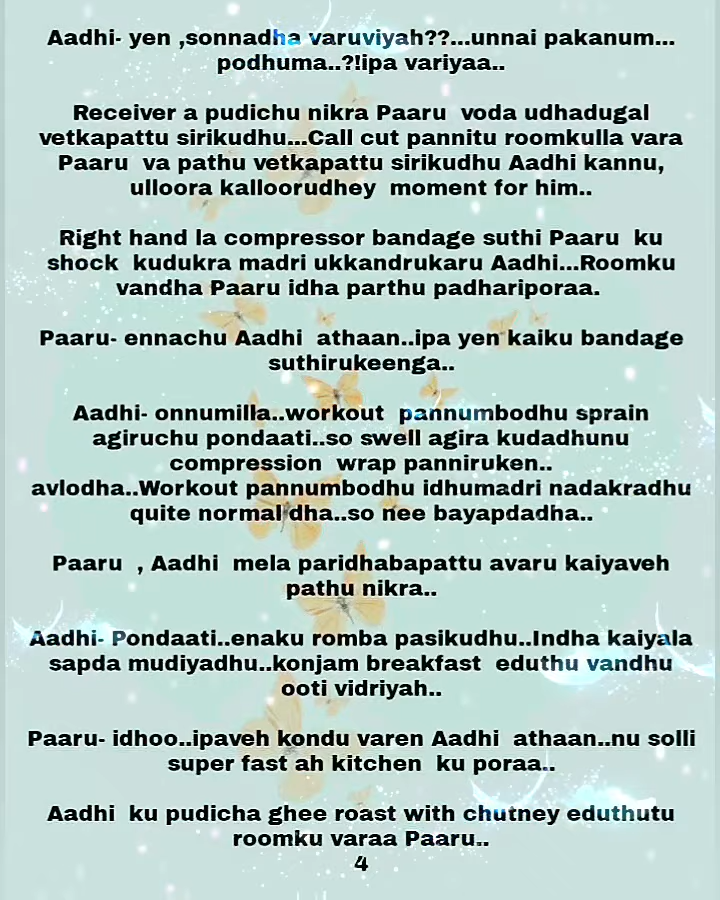 Aadhi- yen ,sonnadha varuviyah??...unnai pakanum...
podhuma..?!ipa variyaa..
Receiver a pudichu nikra Paaru voda udhadugal
vetkapattu sirikudhu...Call cut pannitu roomkulla vara
Paaru va pathu vetkapattu sirikudhu Aadhi kannu,
ulloora kalloorudhey moment for him..
Right hand la compressor bandage suthi Paaru ku
shock kudukra madri ukkandrukaru Aadhi...Roomku
vandha Paaru idha parthu padhariporaa.
Paaru- ennachu Aadhi athaan..ipa yen kaiku bandage
suthirukeenga..
Aadhi- onnumilla..workout pannumbodhu sprain
agiruchu pondaati..so swell agira kudadhunu
compression wrap panniruken..
avlodha..Workout pannumbodhu idhumadri nadakradhu
quite normal dha..so nee bayapdadha..
Paaru , Aadhi mela paridhabapattu avaru kaiyaveh
pathu nikra..
Aadhi- Pondaati..enaku romba pasikudhu..Indha kaiyala
sapda mudiyadhu..konjam breakfast eduthu vandhu
ooti vidriyah..
Paaru- idhoo..ipaveh kondu varen Aadhi athaan..nu solli
super fast ah kitchen ku poraa..
Aadhi ku pudicha ghee roast with chutney eduthutu
roomku varaa Paaru..
4